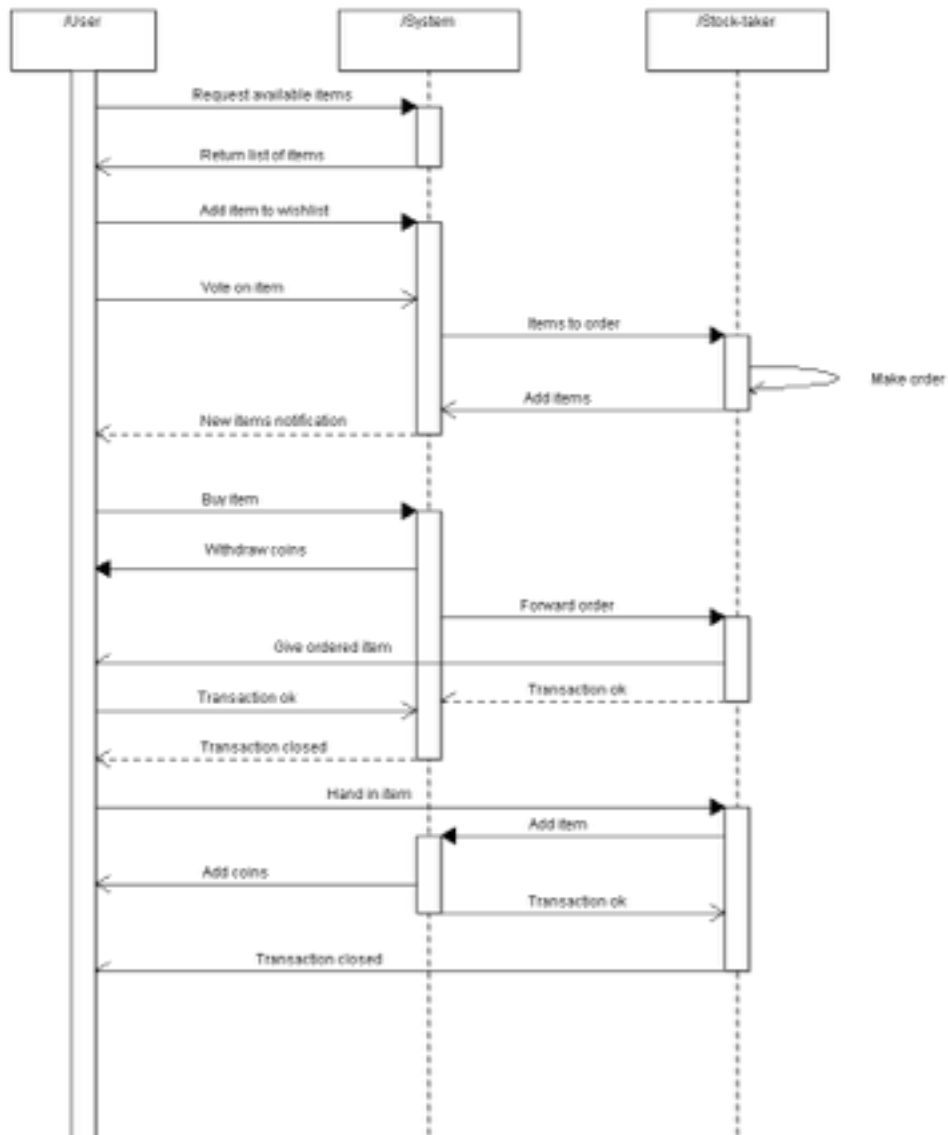 /User
/System
/Stock-taker
Request available items
Return list of items
Add item to wishlist
Vote on item
Items to order
Make order
Add items
New items notification
Buy item
Withdraw coins
Forward order
Give ordered item
Transaction ok
Transaction ok
Transaction closed
Hand in item
Add item
Add coins
Transaction ok
Transaction closed